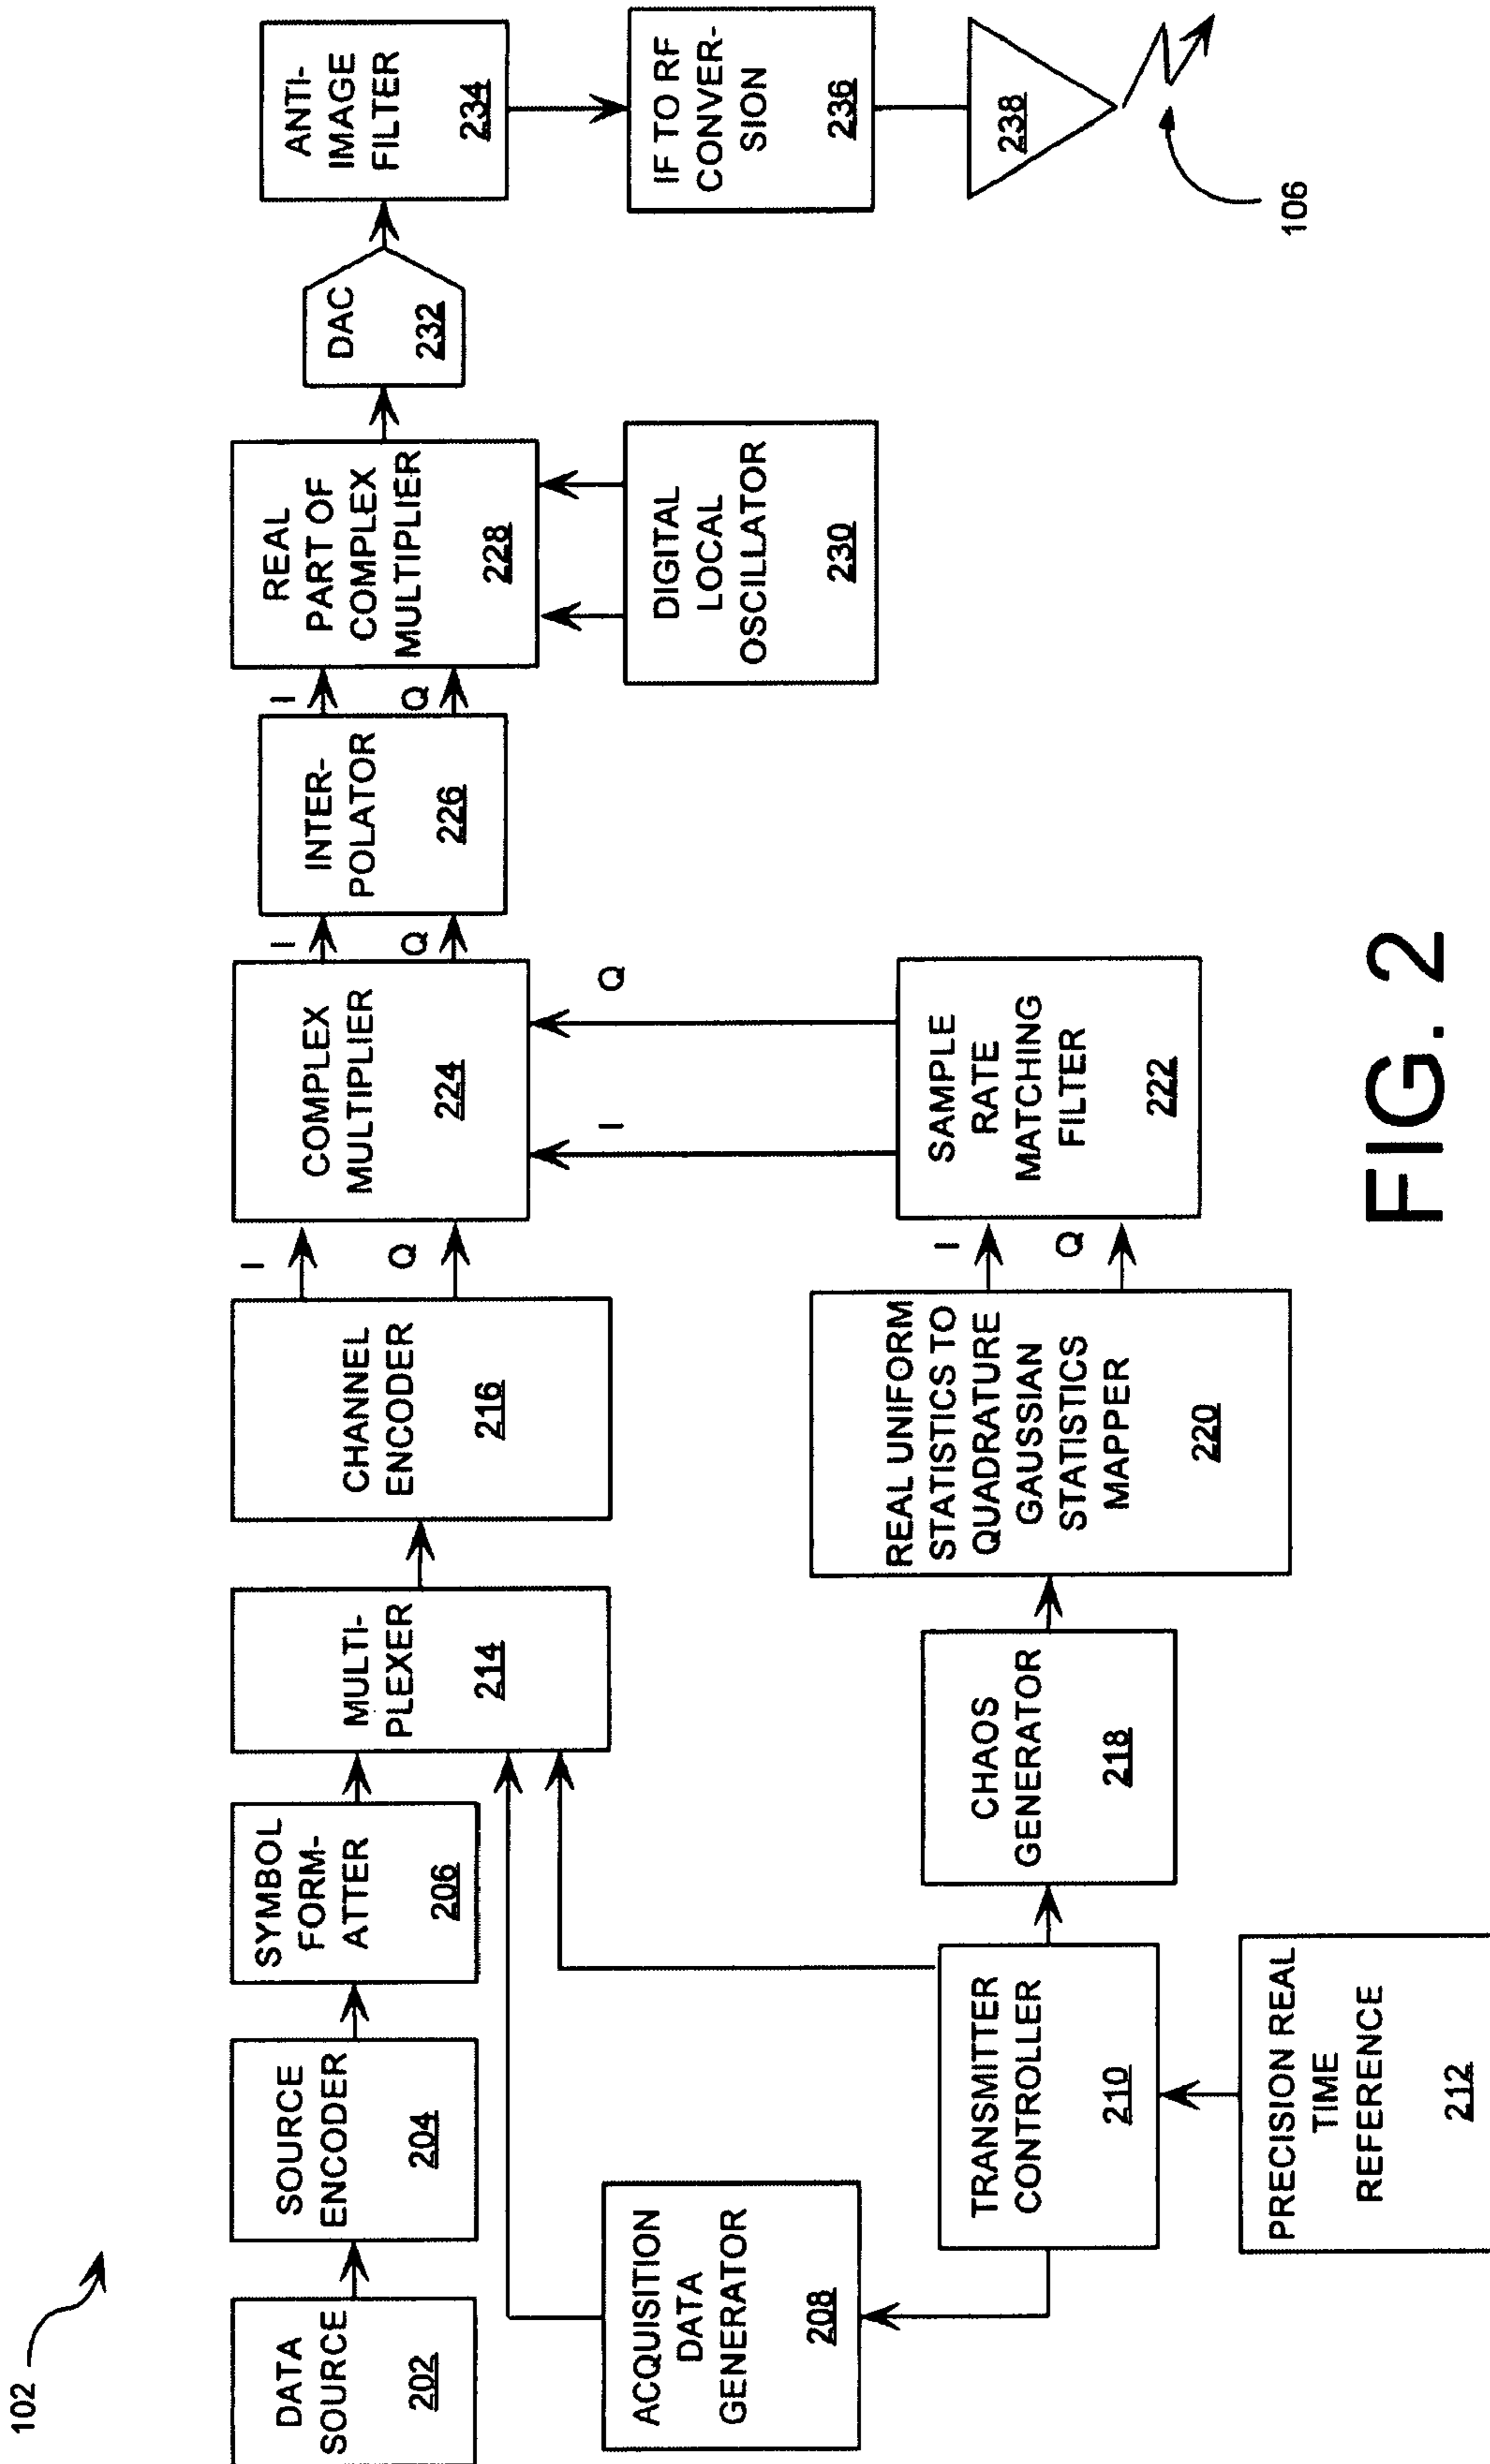 102
DATA
SOURCE
202
SOURCE
ENCODER
204
SYMBOL
FORM-
ATTER
206
MULTI-
PLEXER
214
CHANNEL
ENCODER
216
I
Q
COMPLEX
MULTIPLIER
224
I
Q
INTER-
POLATOR
226
I
Q
REAL
PART OF
COMPLEX
MULTIPLIER
228
DAC
232
ANTI-
IMAGE
FILTER
234
ACQUISITION
DATA
GENERATOR
208
TRANSMITTER
CONTROLLER
210
PRECISION REAL
TIME
REFERENCE
212
CHAOS
GENERATOR
218
REAL UNIFORM
STATISTICS TO
QUADRATURE
GAUSSIAN
STATISTICS
MAPPER
220
I
Q
SAMPLE
RATE
MATCHING
FILTER
222
I
Q
DIGITAL
LOCAL
OSCILLATOR
230
IF TO RF
CONVER-
SION
236
238
106
FIG. 2